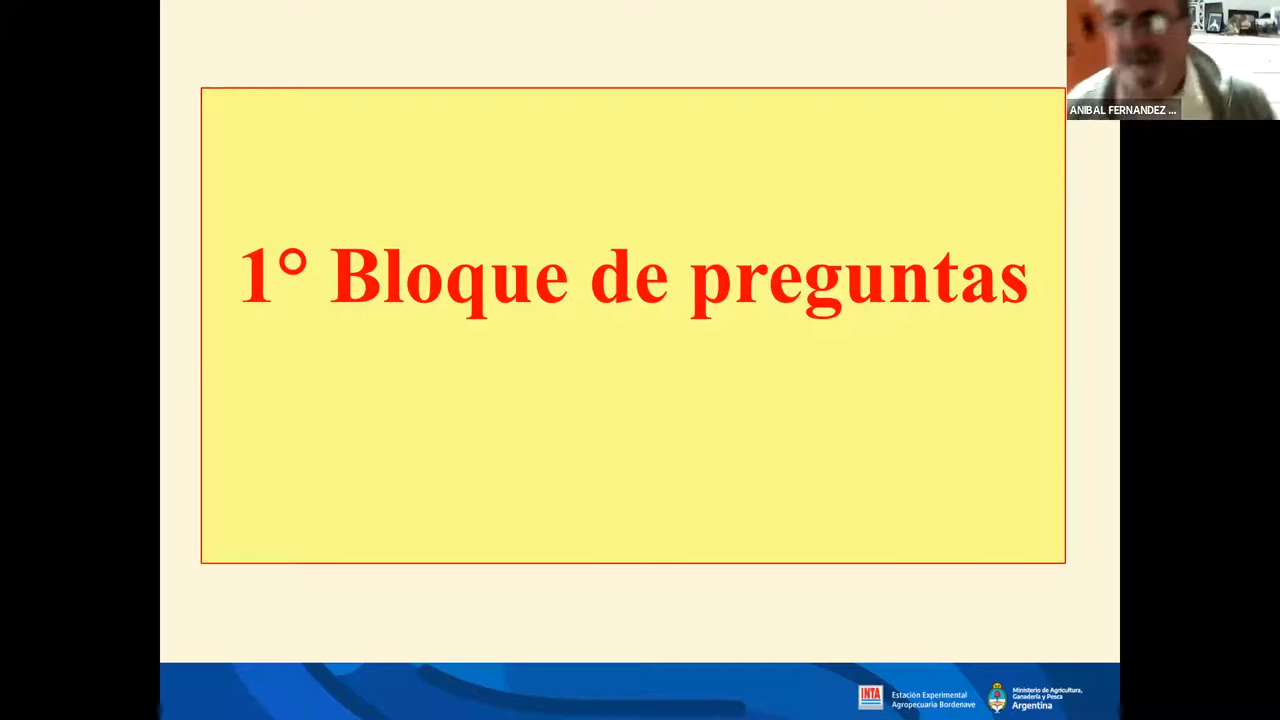 ANIBAL FERNANDEZ ...
1° Bloque de preguntas
INTA
Estación Experimental
Agropecuaria Bordenave
Ministerio de Agricultura,
Ganadería y Pesca
Argentina